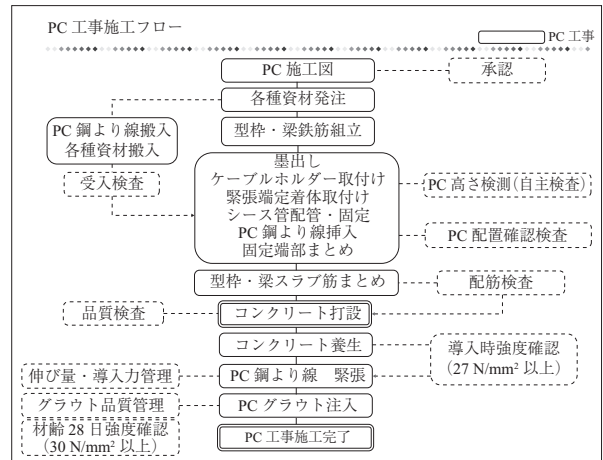 PC 工事施工フロー
PC 工事
PC 施工図
承認
各種資材発注
PC 鋼より線搬入
各種資材搬入
型枠・梁鉄筋組立
受入検査
墨出し
ケーブルホルダー取付け
緊張端定着体取付け
シース管配管・固定
PC 鋼より線挿入
固定端部まとめ
PC 高さ検測(自主検査)
PC 配置確認検査
型枠・梁スラブ筋まとめ
配筋検査
品質検査
コンクリート打設
コンクリート養生
導入時強度確認
(27 N/mm² 以上)
伸び量・導入力管理
PC 鋼より線 緊張
グラウト品質管理
PC グラウト注入
材齢 28 日強度確認
(30 N/mm² 以上)
PC 工事施工完了